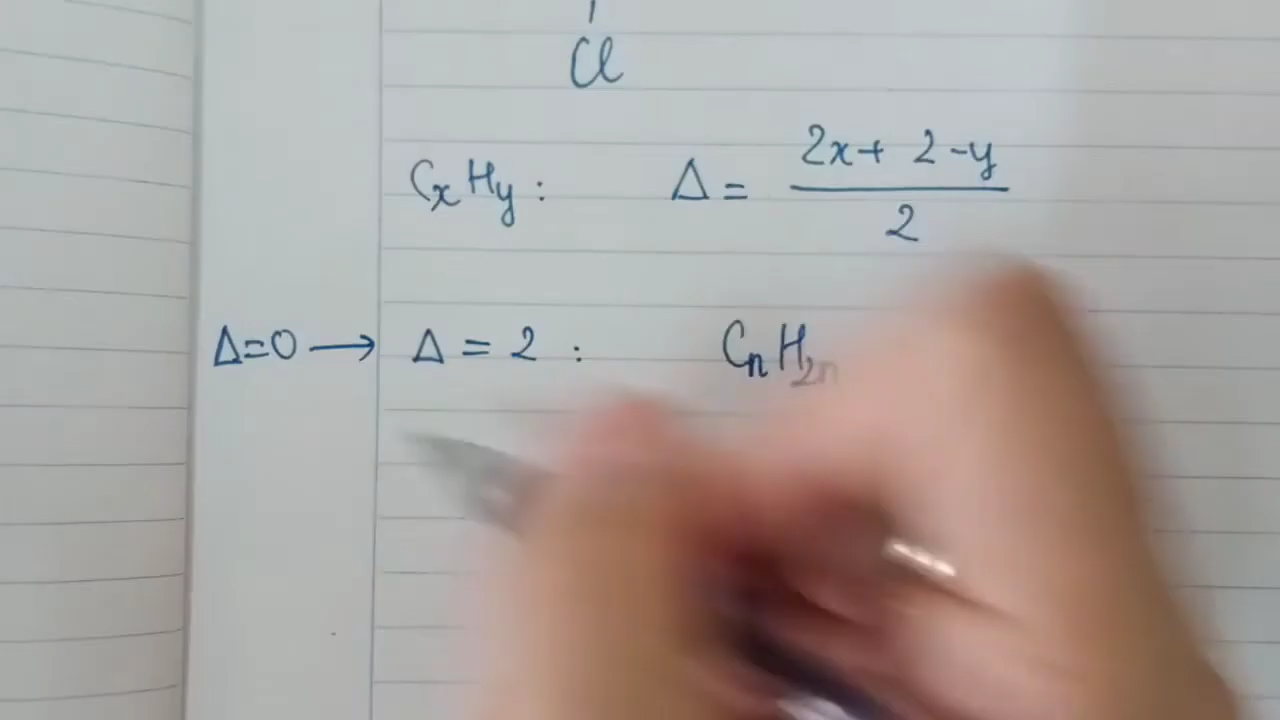 Cl
CxHy : Δ = (2x + 2 - y) / 2
Δ=0 → Δ = 2 : CnH2n